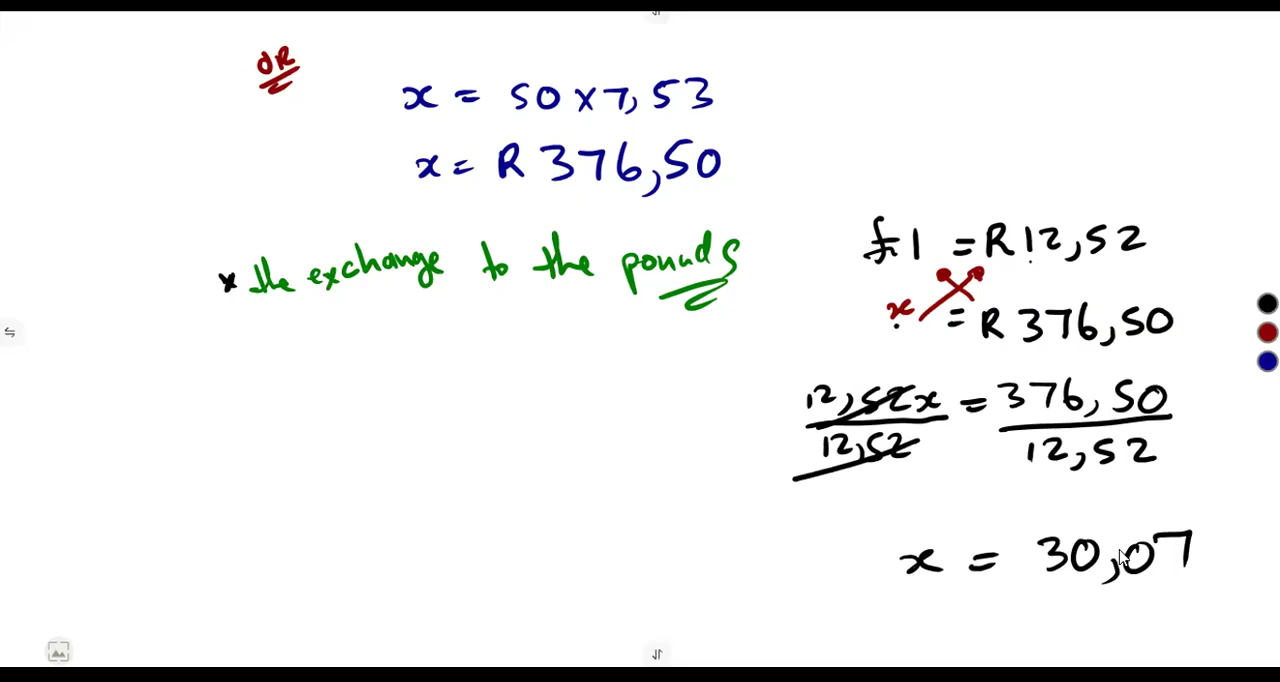 OR
x = 50 x 7,53
x = R 376,50
* the exchange to the pounds
£1 = R 12,52
x = R 376,50
12,52x = 376,50
12,52 12,52
x = 30,07